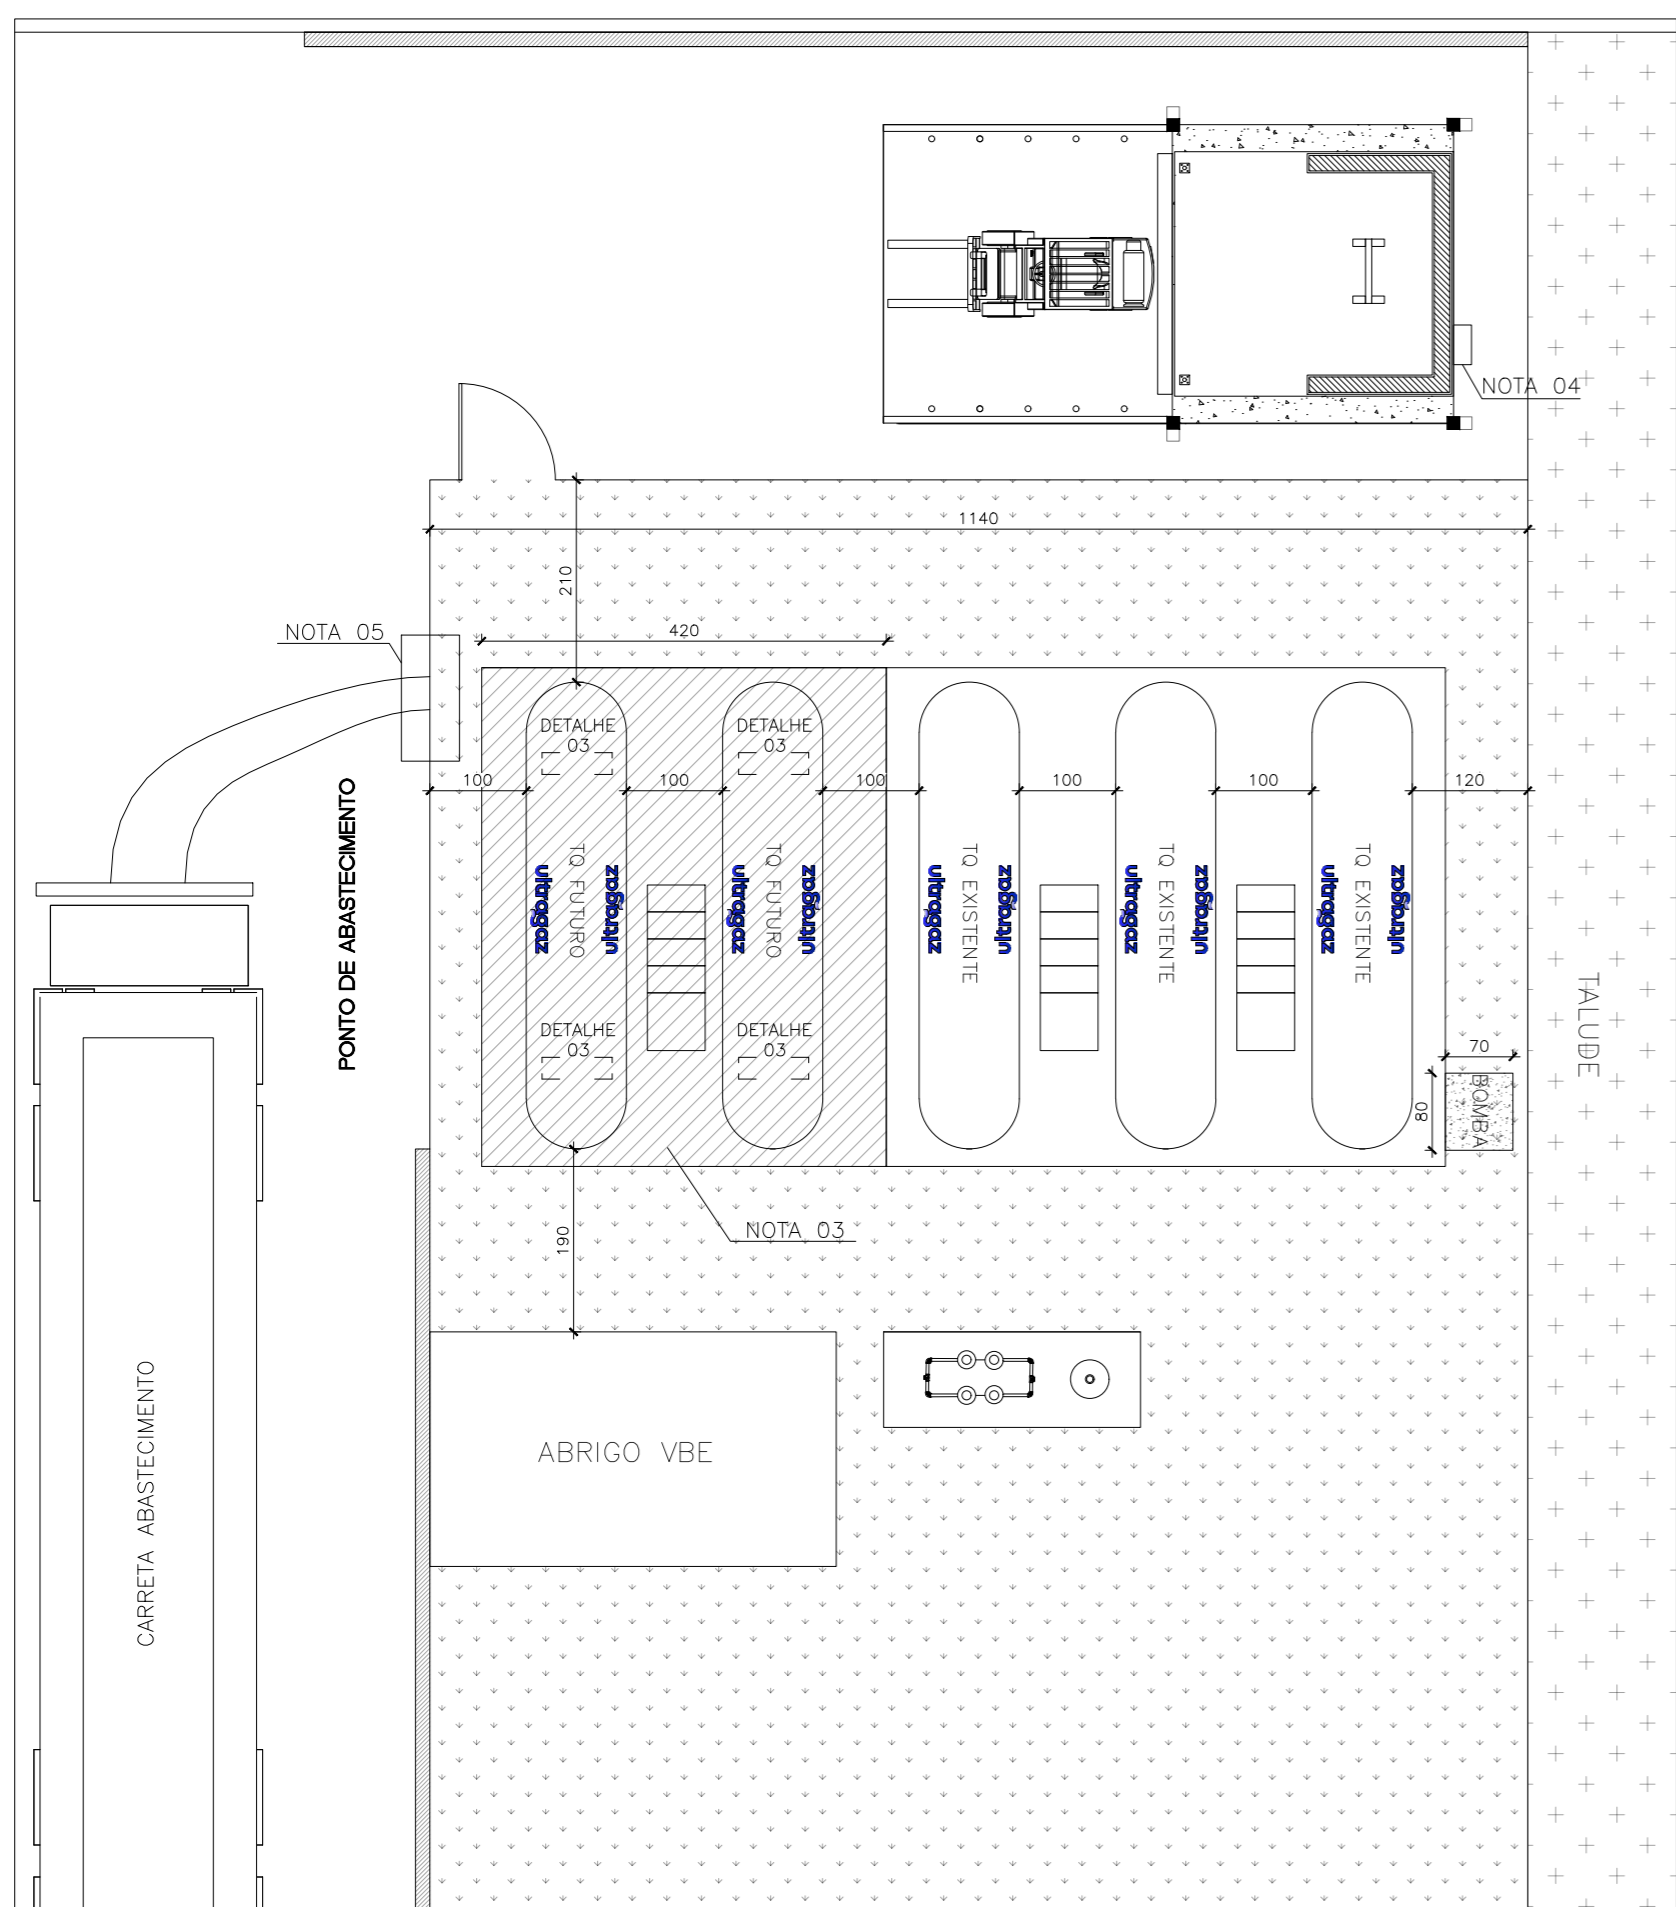 NOTA 04
1140
210
NOTA 05
420
DETALHE
03
DETALHE
03
100
100
100
100
100
120
PONTO DE ABASTECIMENTO
ultragaz
TQ FUTURO
ultragaz
ultragaz
TQ FUTURO
ultragaz
ultragaz
TQ EXISTENTE
ultragaz
ultragaz
TQ EXISTENTE
ultragaz
ultragaz
TQ EXISTENTE
ultragaz
TALUDE
DETALHE
03
DETALHE
03
70
80
BOMBA
190
NOTA 03
ABRIGO VBE
CARRETA ABASTECIMENTO